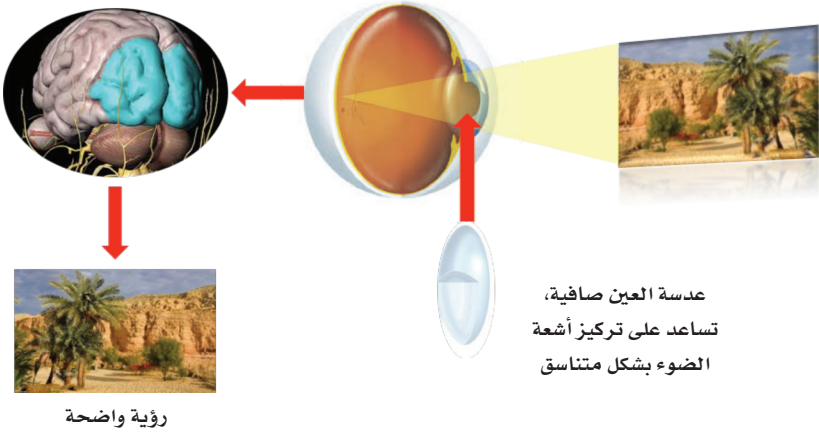 عدسة العين صافية،
تساعد على تركيز أشعة
الضوء بشكل متناسق
رؤية واضحة